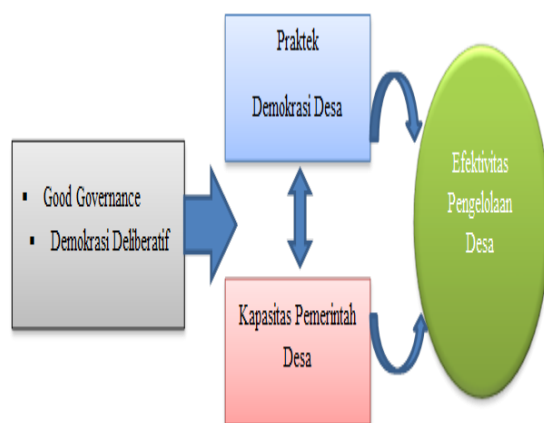 Praktek
Demokrasi Desa
Good Governance
Demokrasi Deliberatif
Kapasitas Pemerintah
Desa
Efektivitas
Pengelolaan
Desa